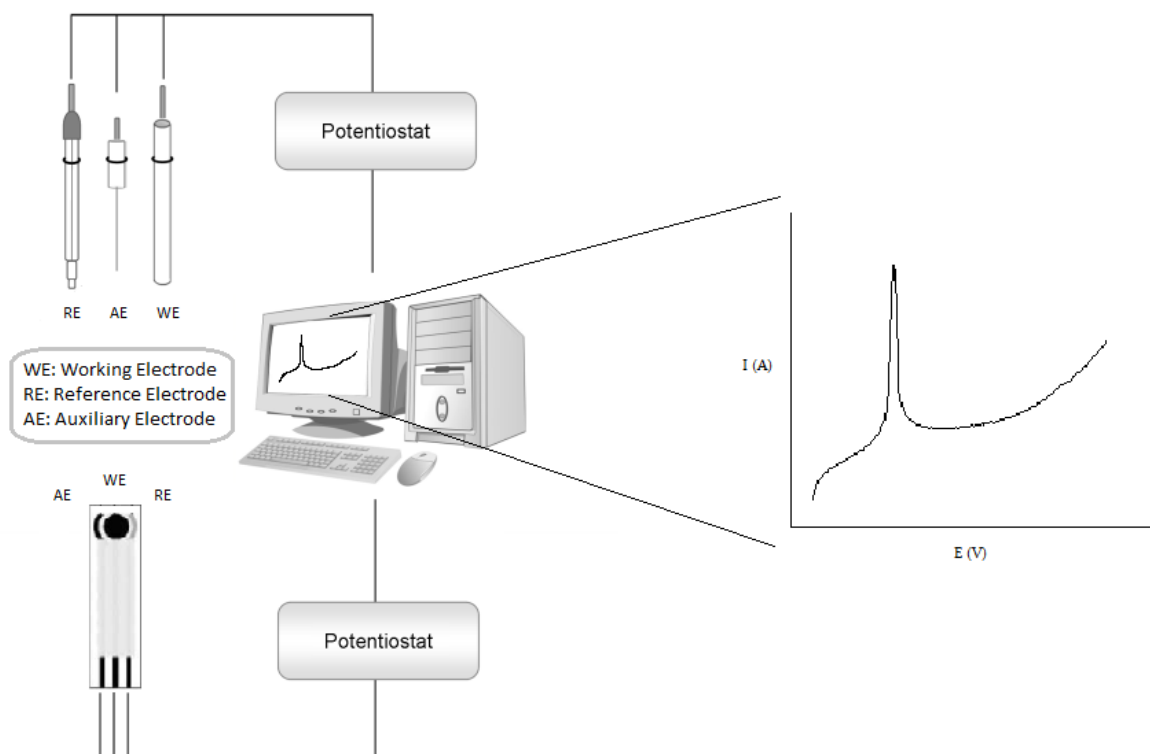 Potentiostat
RE AE WE
WE: Working Electrode
RE: Reference Electrode
AE: Auxiliary Electrode
I (A)
E (V)
WE
AE RE
Potentiostat